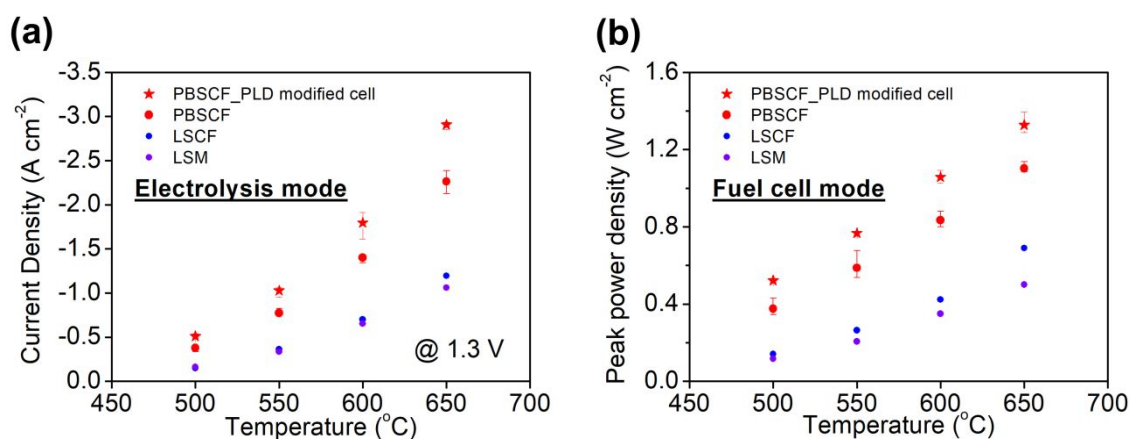 (a)
-3.5
-3.0
-2.5
-2.0
-1.5
-1.0
-0.5
0.0
Current Density (A cm⁻²)
PBSCF_PLD modified cell
PBSCF
LSCF
LSM
Electrolysis mode
@ 1.3 V
450 500 550 600 650 700
Temperature (°C)
(b)
1.6
1.2
0.8
0.4
0.0
Peak power density (W cm⁻²)
PBSCF_PLD modified cell
PBSCF
LSCF
LSM
Fuel cell mode
450 500 550 600 650 700
Temperature (°C)